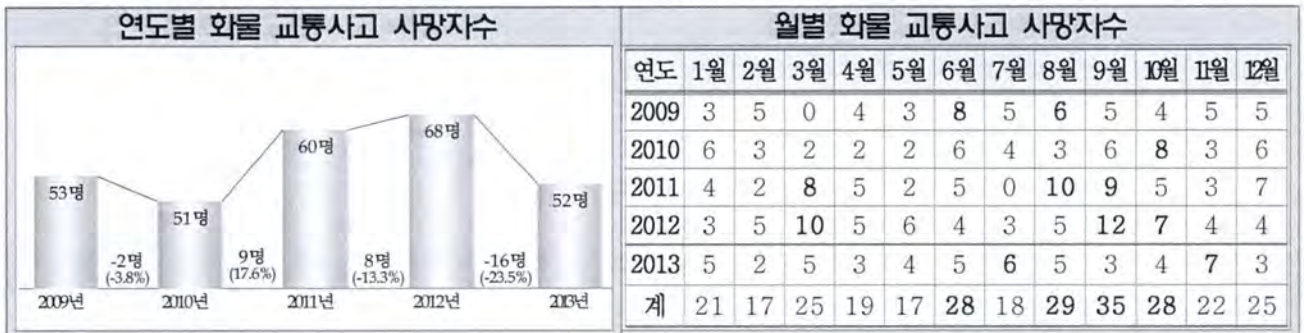 연도별 화물 교통사고 사망자수
53명
51명
60명
68명
52명
-2명
(-3.8%)
9명
(17.6%)
8명
(-13.3%)
-16명
(-23.5%)
2009년 2010년 2011년 2012년 2013년
월별 화물 교통사고 사망자수
연도 1월 2월 3월 4월 5월 6월 7월 8월 9월 10월 11월 12월
2009 3 5 0 4 3 8 5 6 5 4 5 5
2010 6 3 2 2 2 6 4 3 6 8 3 6
2011 4 2 8 5 2 5 0 10 9 5 3 7
2012 3 5 10 5 6 4 3 5 12 7 4 4
2013 5 2 5 3 4 5 6 5 3 4 7 3
계 21 17 25 19 17 28 18 29 35 28 22 25